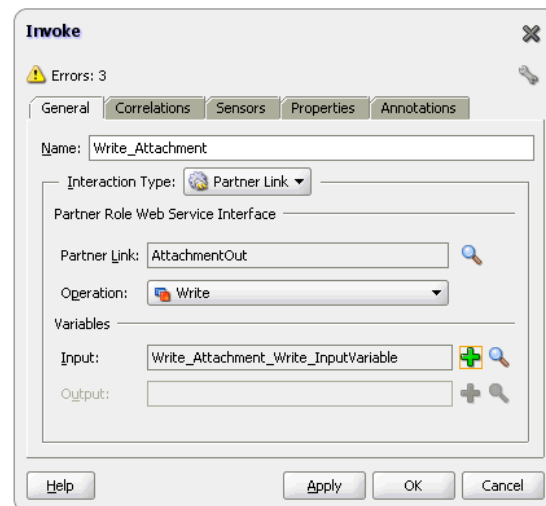 Invoke
Errors: 3
General Correlations Sensors Properties Annotations
Name: Write_Attachment
Interaction Type: Partner Link
Partner Role Web Service Interface
Partner Link: AttachmentOut
Operation: Write
Variables
Input: Write_Attachment_Write_InputVariable
Output:
Help Apply OK Cancel